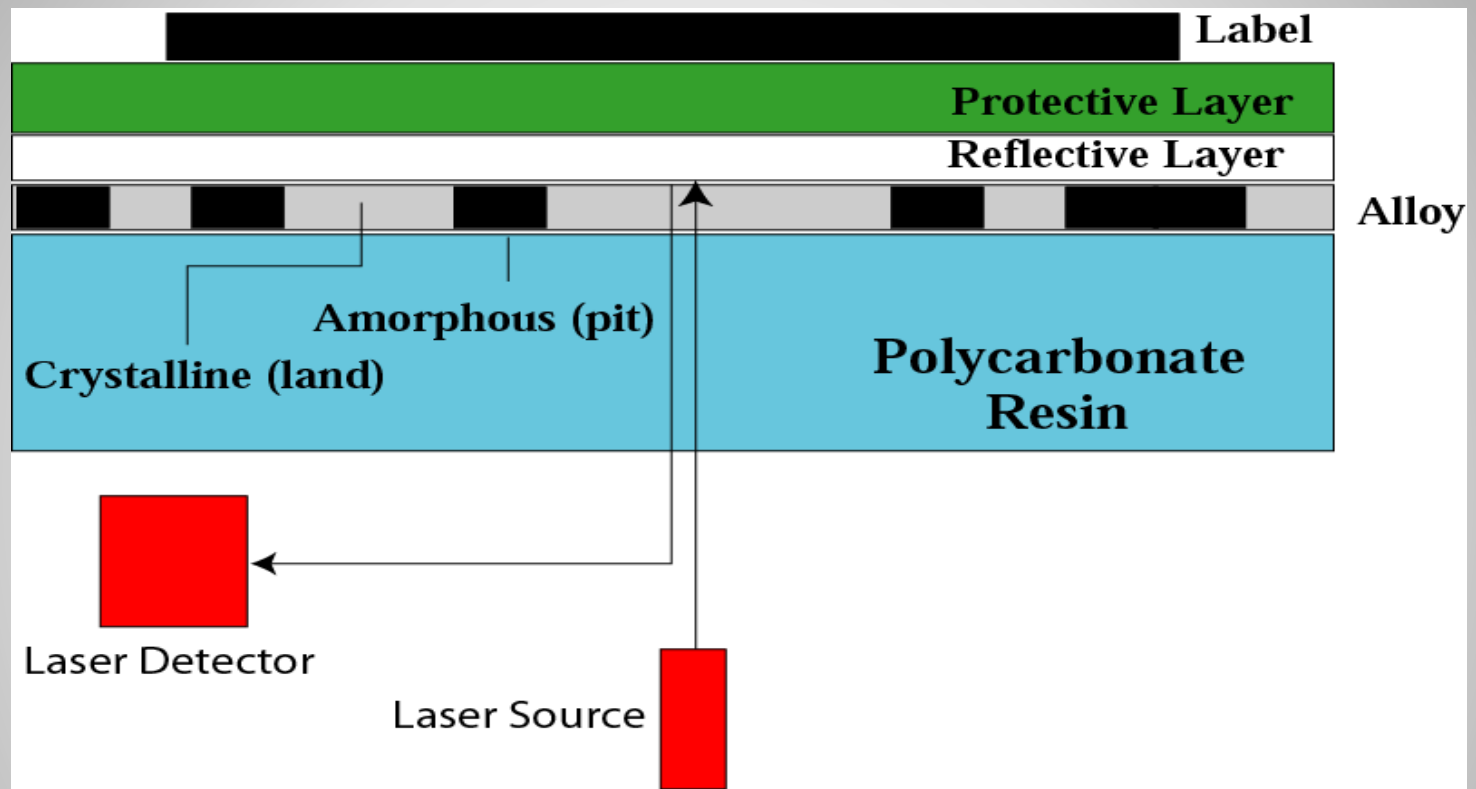 Label
Protective Layer
Reflective Layer
Alloy
Amorphous (pit)
Crystalline (land)
Polycarbonate
Resin
Laser Detector
Laser Source